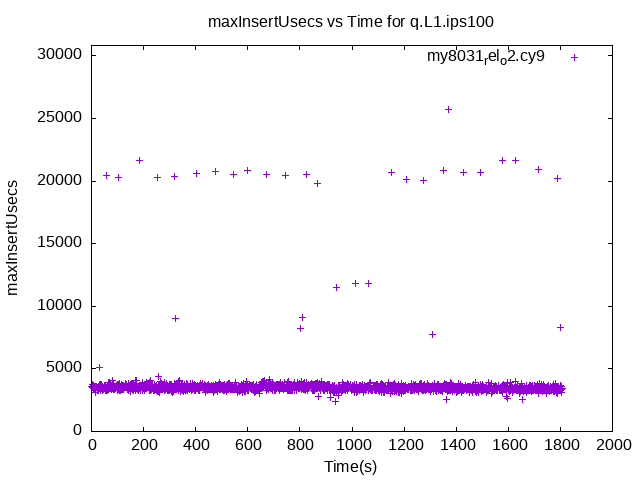 maxInsertUsecs vs Time for q.L1.ips100
my8031relo2.cy9
30000
25000
20000
15000
10000
5000
0
maxInsertUsecs
0 200 400 600 800 1000 1200 1400 1600 1800 2000
Time(s)